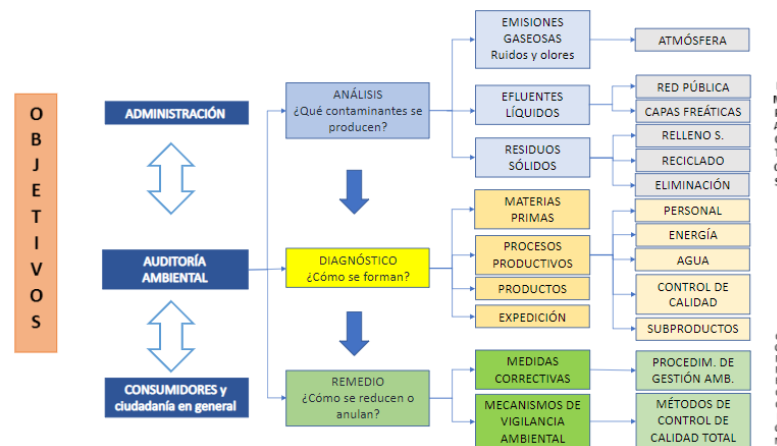 OBJETIVOS
ADMINISTRACIÓN
AUDITORÍA
AMBIENTAL
CONSUMIDORES y
ciudadanía en general
ANÁLISIS
¿Qué contaminantes se
producen?
DIAGNÓSTICO
¿Cómo se forman?
REMEDIO
¿Cómo se reducen o
anulan?
EMISIONES
GASEOSAS
Ruidos y olores
EFLUENTES
LÍQUIDOS
RESIDUOS
SÓLIDOS
MATERIAS
PRIMAS
PROCESOS
PRODUCTIVOS
PRODUCTOS
EXPEDICIÓN
MEDIDAS
CORRECTIVAS
MECANISMOS DE
VIGILANCIA
AMBIENTAL
ATMÓSFERA
RED PÚBLICA
CAPAS FREÁTICAS
RELLENO S.
RECICLADO
ELIMINACIÓN
PERSONAL
ENERGÍA
AGUA
CONTROL DE
CALIDAD
SUBPRODUCTOS
PROCEDIM. DE
GESTIÓN AMB.
MÉTODOS DE
CONTROL DE
CALIDAD TOTAL